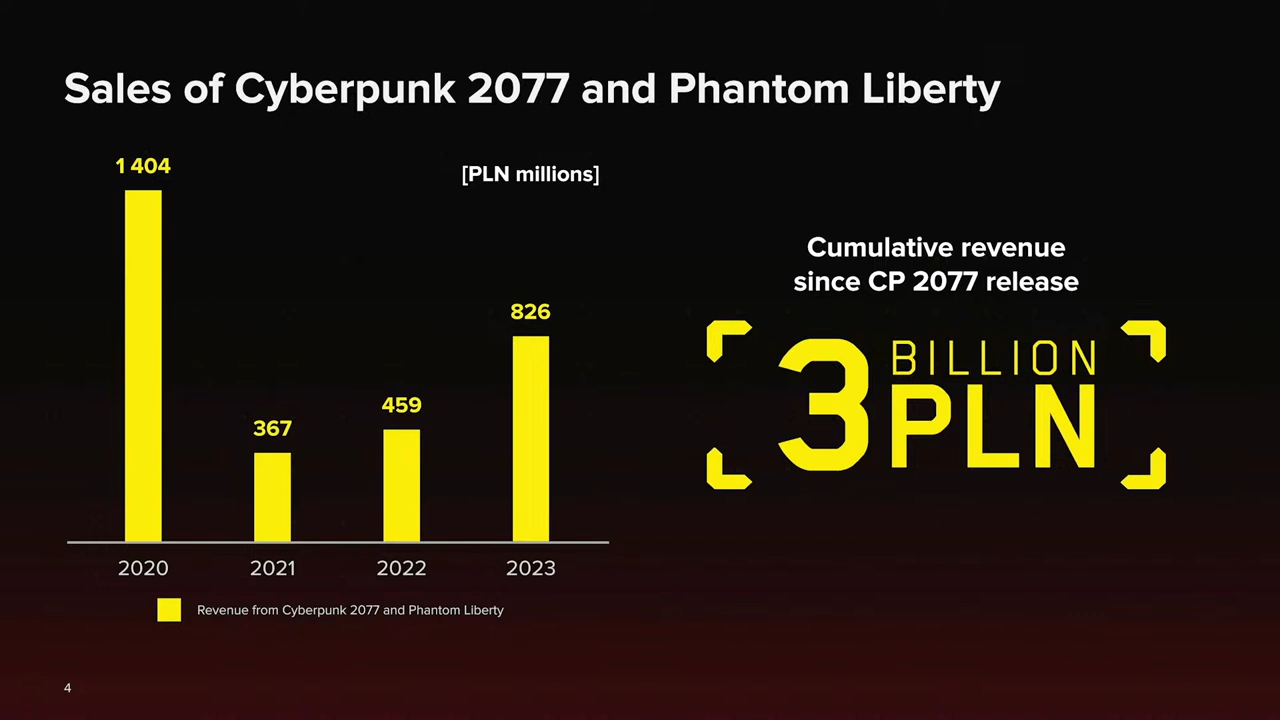 Sales of Cyberpunk 2077 and Phantom Liberty
[PLN millions]
1 404
367
459
826
2020 2021 2022 2023
Revenue from Cyberpunk 2077 and Phantom Liberty
Cumulative revenue
since CP 2077 release
3 BILLION
PLN
4